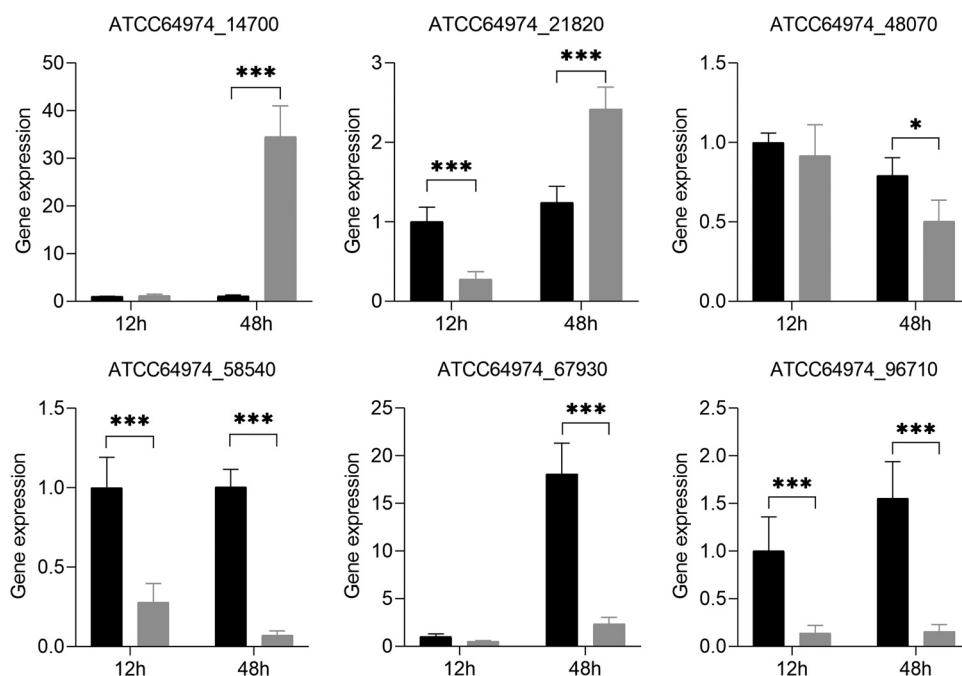 ATCC64974_14700
Gene expression
50
40
30
20
10
0
***
12h
48h
ATCC64974_21820
Gene expression
3
2
1
0
***
***
12h
48h
ATCC64974_48070
Gene expression
1.5
1.0
0.5
0.0
*
12h
48h
ATCC64974_58540
Gene expression
1.5
1.0
0.5
0.0
***
***
12h
48h
ATCC64974_67930
Gene expression
25
20
15
10
5
0
***
12h
48h
ATCC64974_96710
Gene expression
2.5
2.0
1.5
1.0
0.5
0.0
***
***
12h
48h